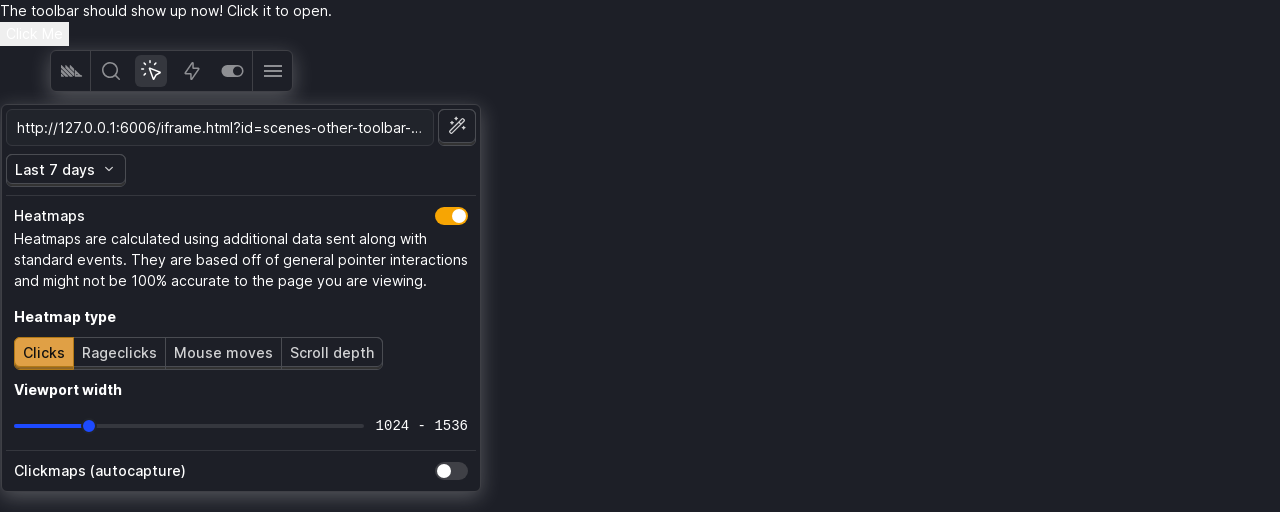 The toolbar should show up now! Click it to open.
Click Me
http://127.0.0.1:6006/iframe.html?id=scenes-other-toolbar-...
Last 7 days
Heatmaps
Heatmaps are calculated using additional data sent along with
standard events. They are based off of general pointer interactions
and might not be 100% accurate to the page you are viewing.
Heatmap type
Clicks Rageclicks Mouse moves Scroll depth
Viewport width
1024 - 1536
Clickmaps (autocapture)